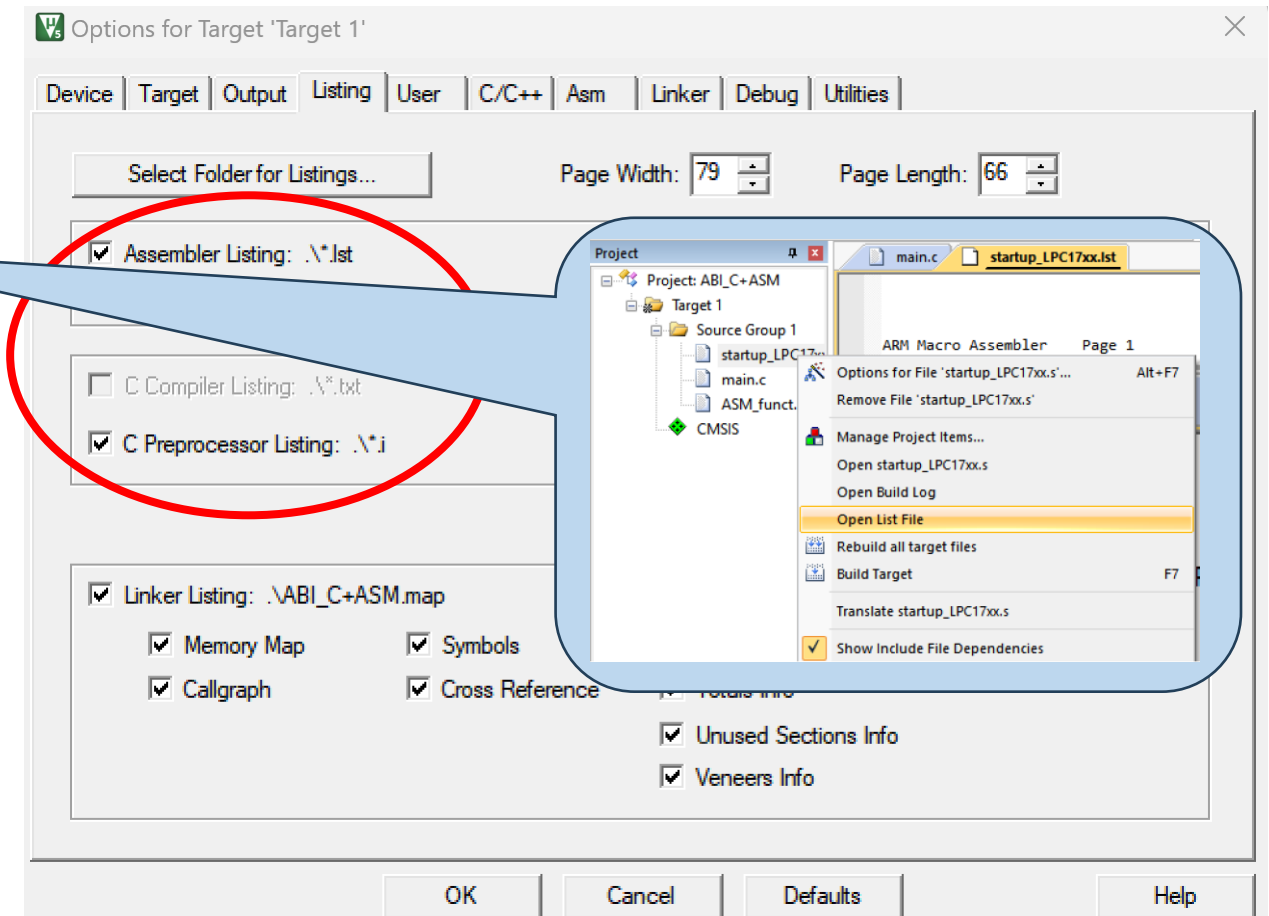 Options for Target 'Target 1'
Device Target Output Listing User C/C++ Asm Linker Debug Utilities
Select Folder for Listings... Page Width: 79 Page Length: 66
Assembler Listing: .\*.lst
C Compiler Listing: .\*.txt
C Preprocessor Listing: .\*.i
Linker Listing: .\ABI_C+ASM.map
Memory Map Symbols
Callgraph Cross Reference
Unused Sections Info
Veneers Info
OK Cancel Defaults Help
Project
Project: ABI_C+ASM
Target 1
Source Group 1
startup_LPC17x
main.c
ASM_funct.
CMSIS
main.c startup_LPC17xx.lst
ARM Macro Assembler Page 1
Options for File 'startup_LPC17xx.s'... Alt+F7
Remove File 'startup_LPC17xx.s'
Manage Project Items...
Open startup_LPC17xx.s
Open Build Log
Open List File
Rebuild all target files
Build Target F7
Translate startup_LPC17xx.s
Show Include File Dependencies